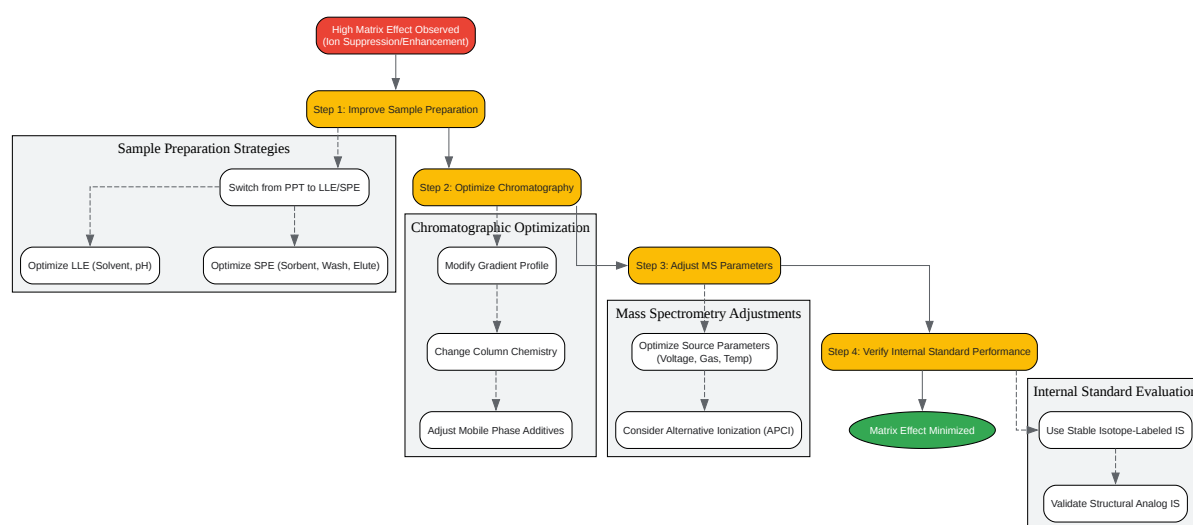 High Matrix Effect Observed
(Ion Suppression/Enhancement)
Step 1: Improve Sample Preparation
Sample Preparation Strategies
Switch from PPT to LLE/SPE
Optimize LLE (Solvent, pH)
Optimize SPE (Sorbent, Wash, Elute)
Step 2: Optimize Chromatography
Chromatographic Optimization
Modify Gradient Profile
Change Column Chemistry
Adjust Mobile Phase Additives
Step 3: Adjust MS Parameters
Mass Spectrometry Adjustments
Optimize Source Parameters
(Voltage, Gas, Temp)
Consider Alternative Ionization (APCI)
Step 4: Verify Internal Standard Performance
Matrix Effect Minimized
Internal Standard Evaluation
Use Stable Isotope-Labeled IS
Validate Structural Analog IS